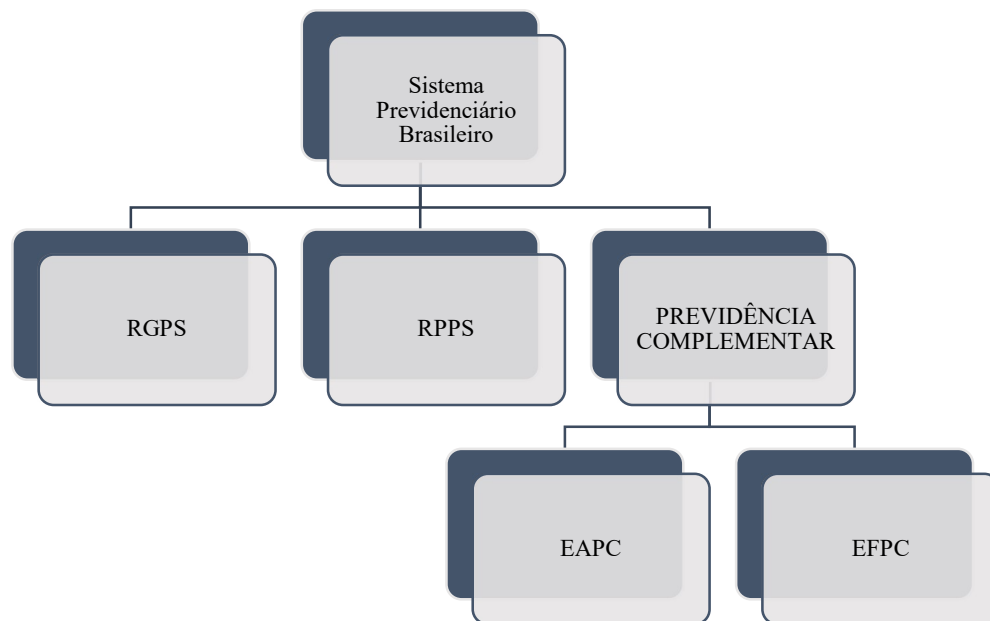 Sistema
Previdenciário
Brasileiro
RGPS
RPPS
PREVIDÊNCIA
COMPLEMENTAR
EAPC
EFPC